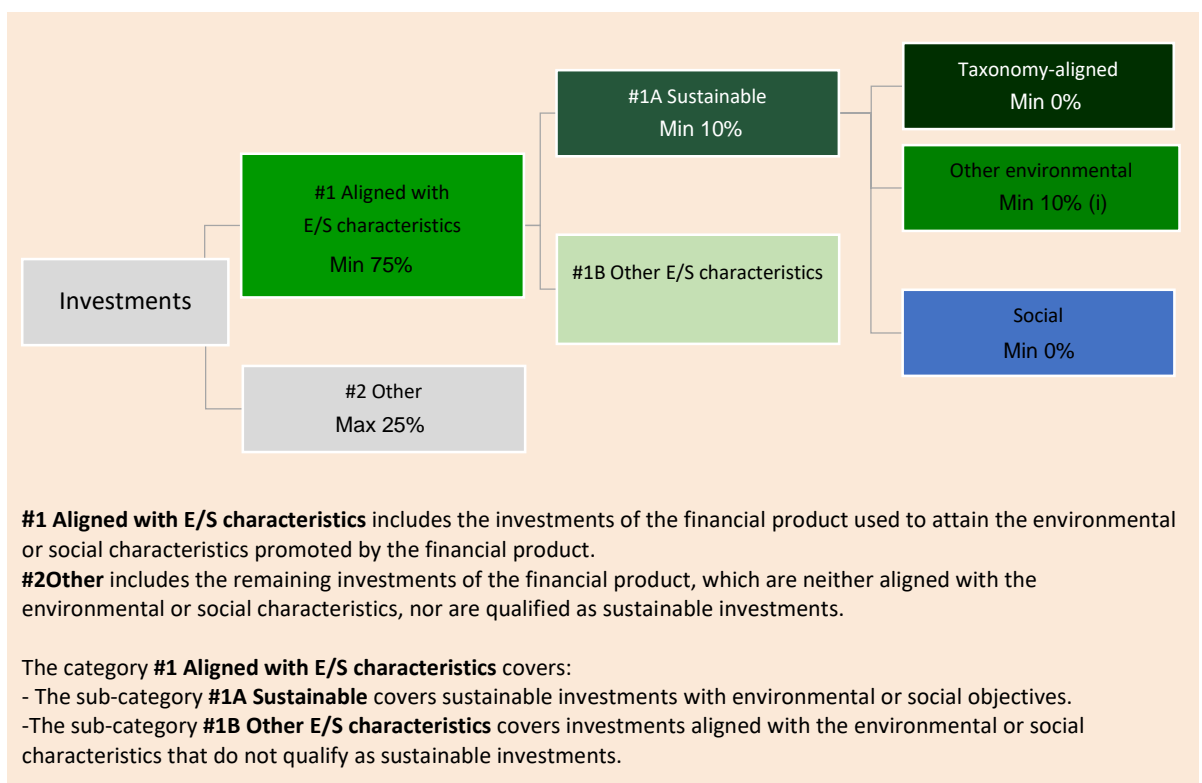 Taxonomy-aligned
Min 0%
#1A Sustainable
Min 10%
Other environmental
Min 10% (i)
#1 Aligned with
E/S characteristics
Min 75%
#1B Other E/S characteristics
Investments
Social
Min 0%
#2 Other
Max 25%
#1 Aligned with E/S characteristics includes the investments of the financial product used to attain the environmental
or social characteristics promoted by the financial product.
#2Other includes the remaining investments of the financial product, which are neither aligned with the
environmental or social characteristics, nor are qualified as sustainable investments.
The category #1 Aligned with E/S characteristics covers:
- The sub-category #1A Sustainable covers sustainable investments with environmental or social objectives.
-The sub-category #1B Other E/S characteristics covers investments aligned with the environmental or social
characteristics that do not qualify as sustainable investments.